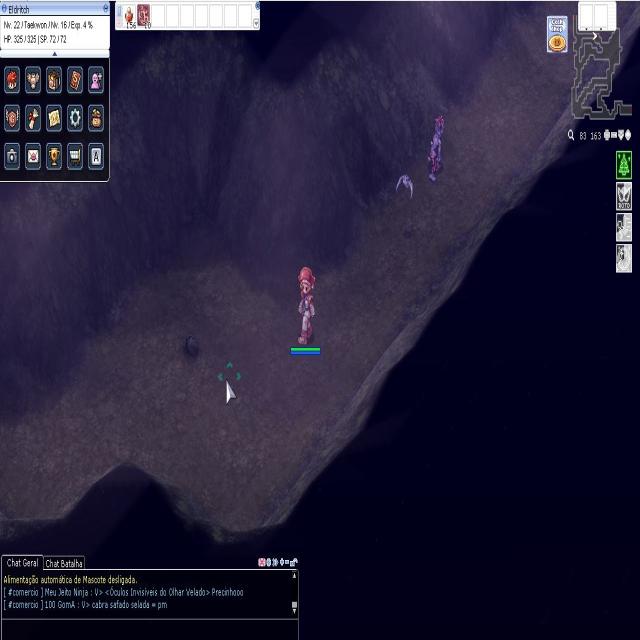 Eldritch
Nv. 22 / Taekwon / Nv. 16 / Exp. 4 %
HP. 325 / 325 | SP. 72 / 72
156
83 163
Chat Geral
Chat Batalha
Alimentação automática de Mascote desligada.
[ #comercio ] Meu Jeito Ninja : V> <Óculos Invisíveis do Olhar Velado> Precinhooo
[ #comercio ] 100 GomA : V> cabra safado selada = pm